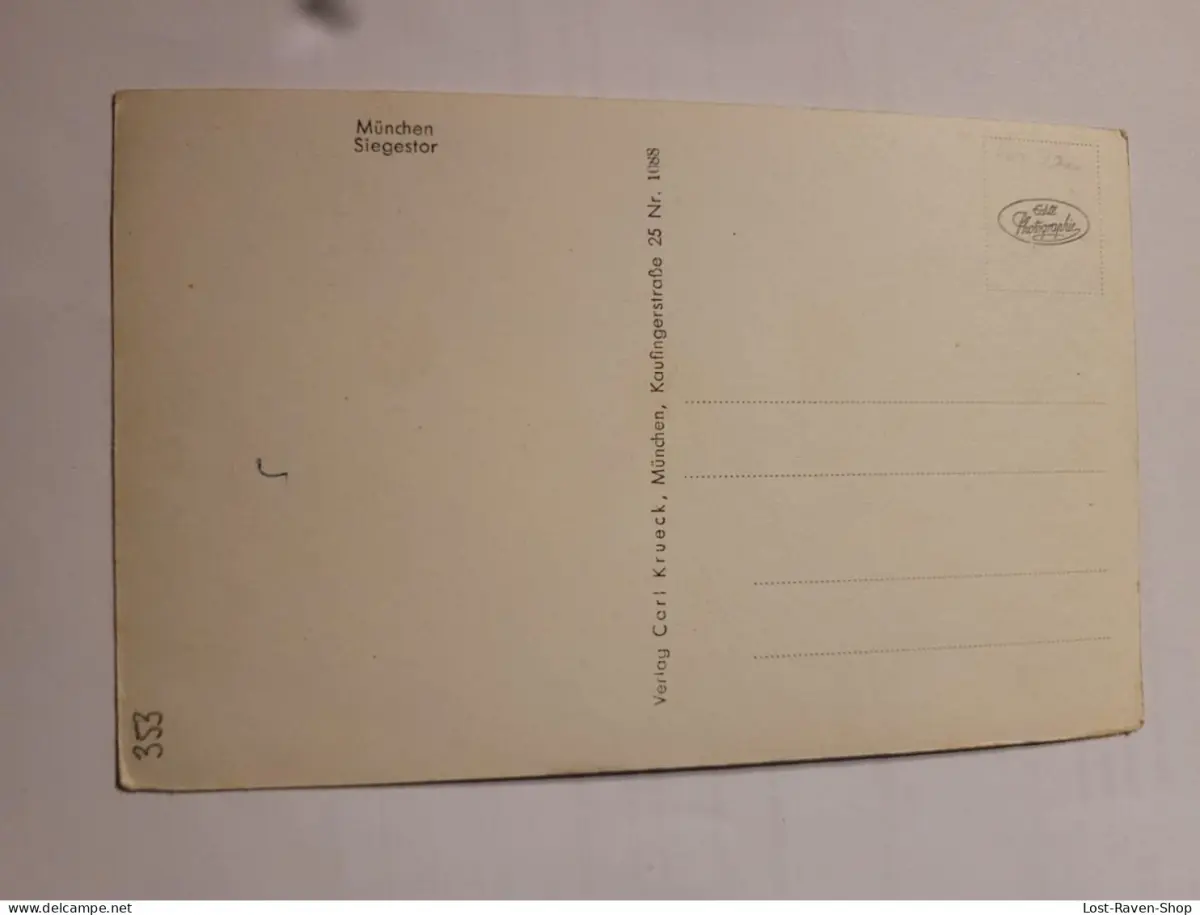 München
Siegestor
Verlag Carl Krueck, München, Kaufingerstraße 25 Nr. 1088
Echte
Photographie
353
www.delcampe.net
Lost-Raven-Shop